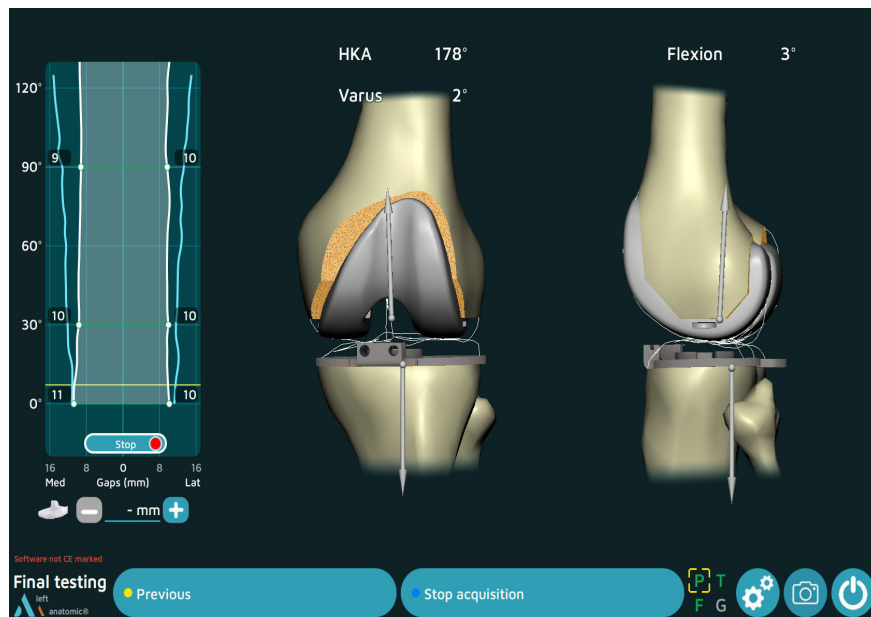 HKA 178° Flexion 3°
Varus 2°
120°
9 10
90°
60°
10 10
30°
11 10
0°
Stop
16 8 0 8 16
Med Gaps (mm) Lat
- mm +
Software not CE marked
Final testing
left
anatomic®
Previous
Stop acquisition
P T
F G